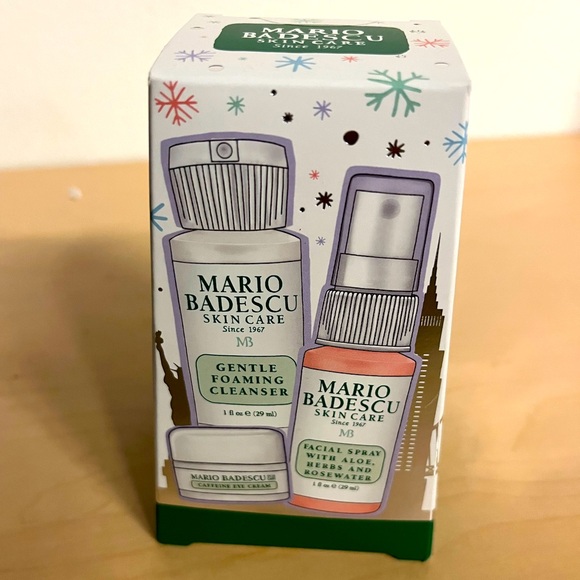 MARIO
BADESCU
SKIN CARE
Since 1967
MARIO
BADESCU
SKIN CARE
Since 1967
MB
GENTLE
FOAMING
CLEANSER
1 fl oz ℮ (29 ml)
MARIO
BADESCU
SKIN CARE
Since 1967
MB
FACIAL SPRAY
WITH ALOE,
HERBS AND
ROSEWATER
1 fl oz ℮ (29 ml)
MARIO BADESCU
CAFFEINE EYE CREAM